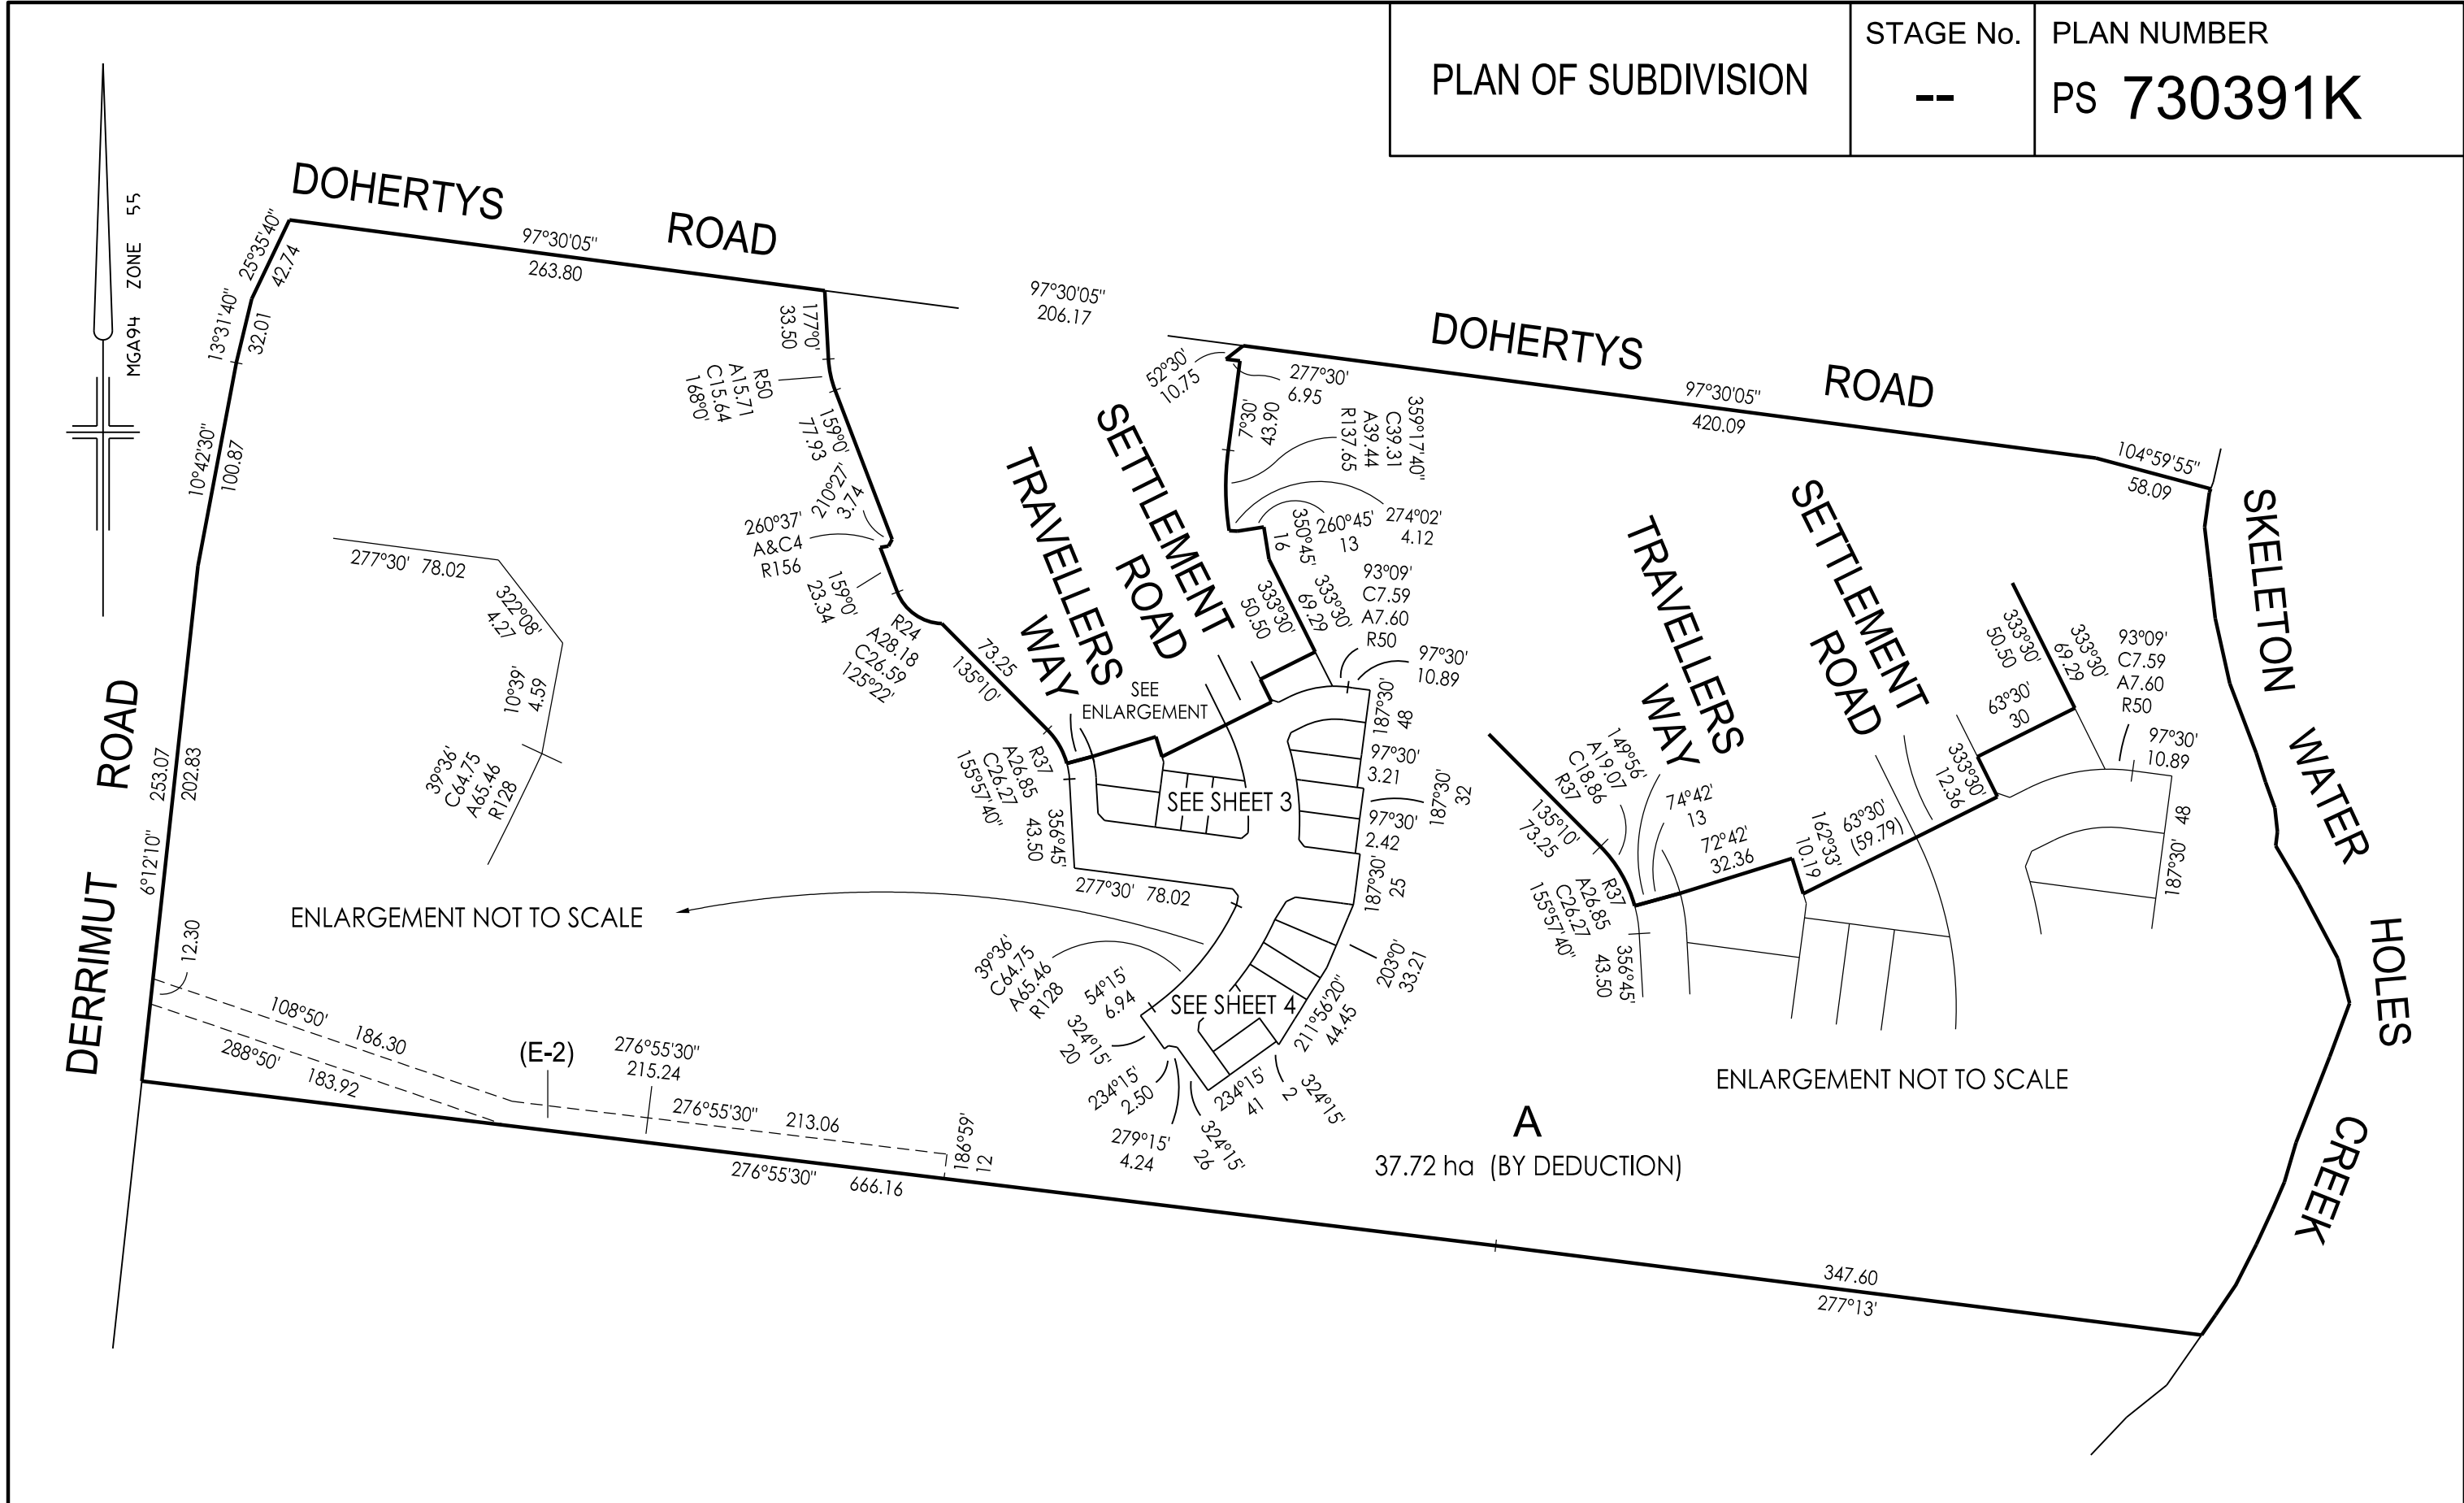 PLAN OF SUBDIVISION
STAGE No.
--
PLAN NUMBER
PS 730391K
MGA94 ZONE 55
DOHERTYS ROAD
97°30'05"
263.80
25°35'40"
42.74
13°31'40"
32.01
10°42'30"
100.87
177°0'
33.50
R50
A15.71
C15.64
168°0'
159°0'
77.93
210°27'
3.74
260°37'
A&C4
R156
159°0'
23.34
R24
A28.18
C26.59
125°22'
73.25
135°10'
97°30'05"
206.17
52°30'
10.75
277°30'
6.95
7°30'
43.90
359°17'40"
C39.31
A39.44
R137.65
274°02'
4.12
260°45'
13
350°45'
16
333°30'
69.29
333°30'
50.50
93°09'
C7.59
A7.60
R50
97°30'
10.89
TRAVELLERS
WAY
SETTLEMENT
ROAD
SEE
ENLARGEMENT
DOHERTYS ROAD
97°30'05"
420.09
104°59'55"
58.09
SKELETON WATER HOLES CREEK
277°30' 78.02
322°08'
4.27
10°39'
4.59
39°36'
C64.75
A65.46
R128
ENLARGEMENT NOT TO SCALE
DERRIMUT ROAD
253.07
202.83
6°12'10"
12.30
108°50' 186.30
288°50' 183.92
(E-2)
276°55'30"
215.24
276°55'30" 213.06
186°59'
12
276°55'30" 666.16
R37
A26.85
C26.27
155°57'40"
356°45'
43.50
SEE SHEET 3
187°30'
48
97°30'
3.21
187°30'
32
97°30'
2.42
187°30'
25
277°30' 78.02
39°36'
C64.75
A65.46
R128
54°15'
6.94
SEE SHEET 4
203°0'
33.21
211°56'20"
44.45
324°15'
20
234°15'
2.50
279°15'
4.24
324°15'
26
234°15'
41
324°15'
2
TRAVELLERS
WAY
SETTLEMENT
ROAD
333°30'
50.50
333°30'
69.29
93°09'
C7.59
A7.60
R50
63°30'
30
97°30'
10.89
333°30'
12.36
187°30' 48
149°56'
A19.07
C18.86
R37
135°10'
73.25
74°42'
13
72°42'
32.36
162°33'
10.19
63°30'
(59.79)
R37
A26.85
C26.27
155°57'40"
356°45'
43.50
ENLARGEMENT NOT TO SCALE
A
37.72 ha (BY DEDUCTION)
347.60
277°13'